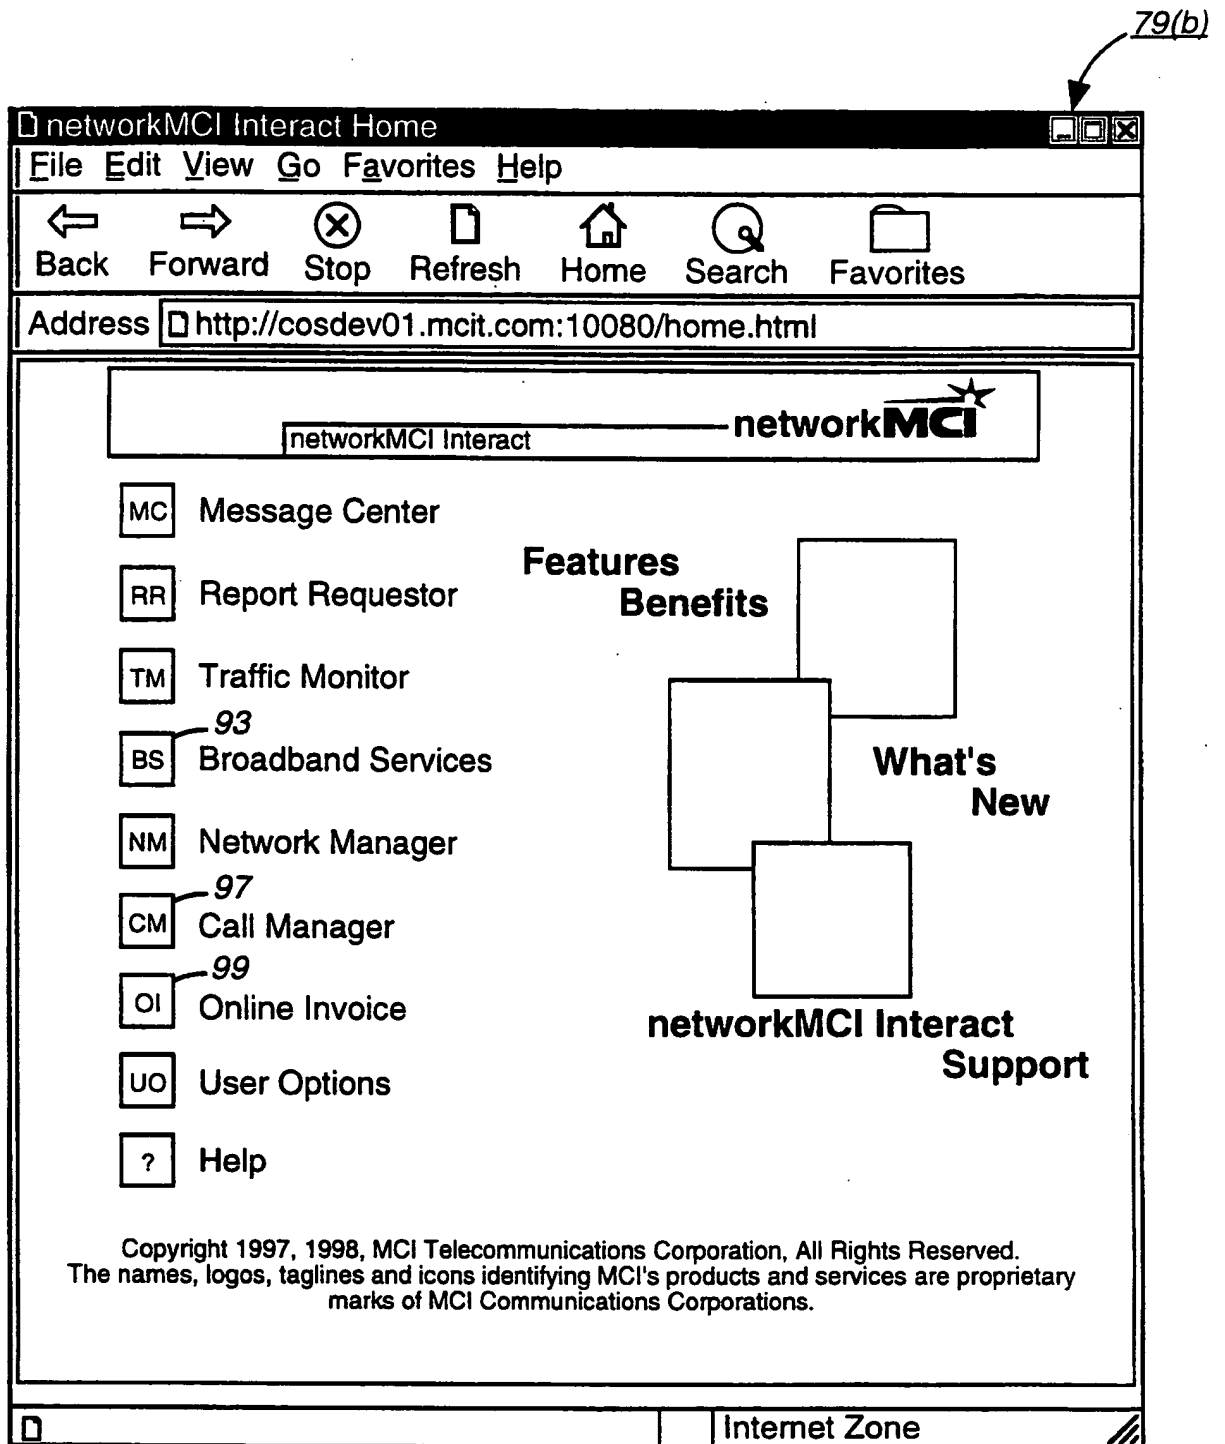 79(b)
networkMCI Interact Home
File Edit View Go Favorites Help
Back Forward Stop Refresh Home Search Favorites
Address http://cosdev01.mcit.com:10080/home.html
networkMCI Interact
networkMCI
MC Message Center
Features
Benefits
RR Report Requestor
TM Traffic Monitor
93
BS Broadband Services
What's
New
NM Network Manager
97
CM Call Manager
99
OI Online Invoice
networkMCI Interact
Support
UO User Options
? Help
Copyright 1997, 1998, MCI Telecommunications Corporation, All Rights Reserved.
The names, logos, taglines and icons identifying MCI's products and services are proprietary
marks of MCI Communications Corporations.
Internet Zone